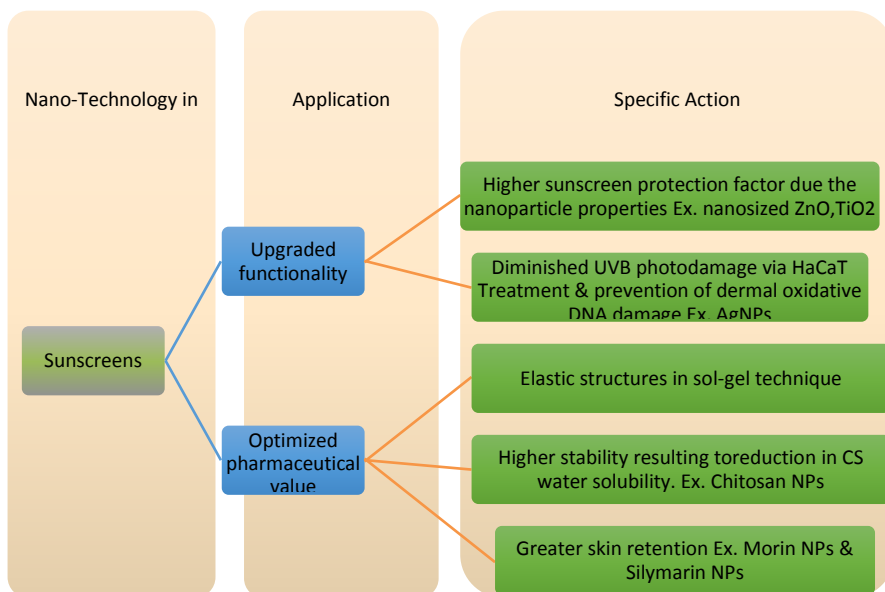 Nano-Technology in
Application
Specific Action
Sunscreens
Upgraded
functionality
Optimized
pharmaceutical
value
Higher sunscreen protection factor due the
nanoparticle properties Ex. nanosized ZnO,TiO2
Diminished UVB photodamage via HaCaT
Treatment & prevention of dermal oxidative
DNA damage Ex. AgNPs
Elastic structures in sol-gel technique
Higher stability resulting toreduction in CS
water solubility. Ex. Chitosan NPs
Greater skin retention Ex. Morin NPs &
Silymarin NPs